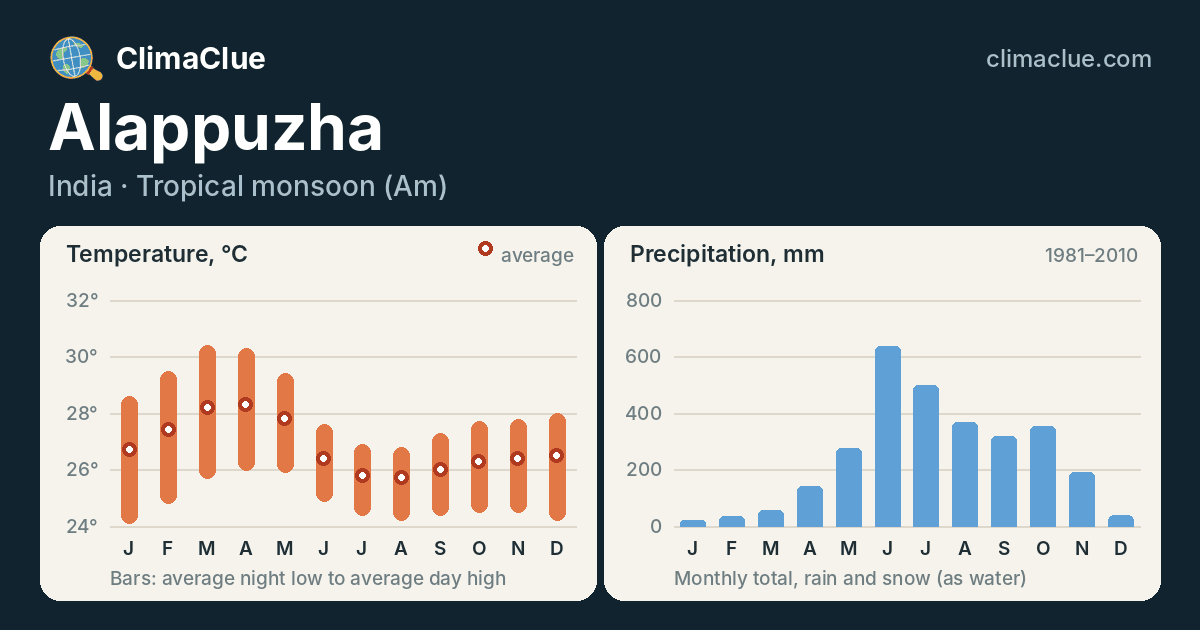 ClimaClue
climaclue.com
Alappuzha
India · Tropical monsoon (Am)
Temperature, °C
average
32°
30°
28°
26°
24°
J F M A M J J A S O N D
Bars: average night low to average day high
Precipitation, mm
1981–2010
800
600
400
200
0
J F M A M J J A S O N D
Monthly total, rain and snow (as water)